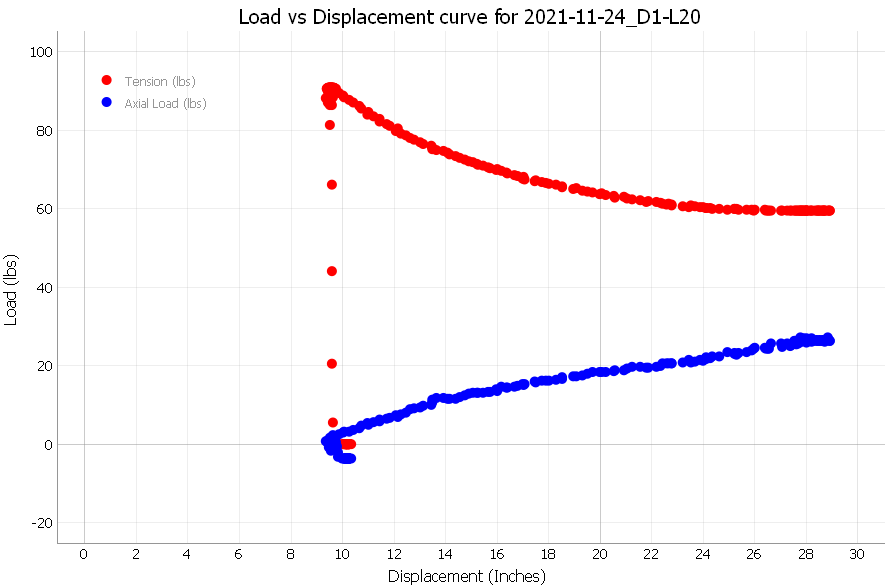 Load vs Displacement curve for 2021-11-24_D1-L20
100
Tension (lbs)
Axial Load (lbs)
80
60
Load (lbs)
40
20
0
-20
0 2 4 6 8 10 12 14 16 18 20 22 24 26 28 30
Displacement (Inches)